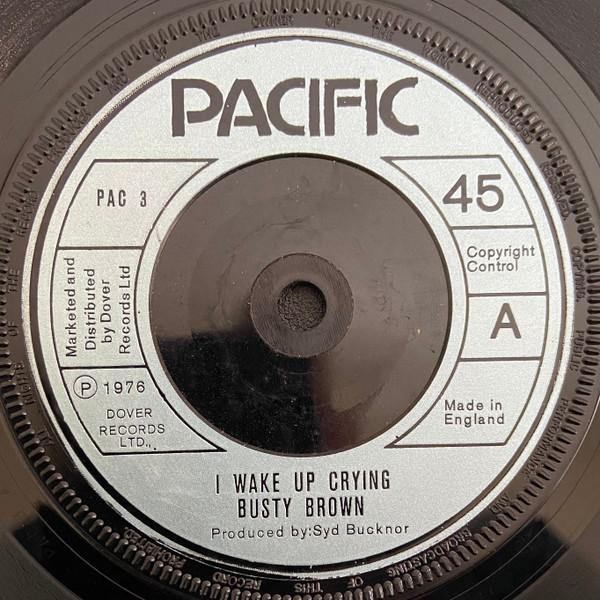 PACIFIC
PAC 3
45
Marketed and
Distributed
by Dover
Records Ltd
Copyright
Control
A
Ⓟ 1976
DOVER
RECORDS
LTD.,
Made in
England
I WAKE UP CRYING
BUSTY BROWN
Produced by:Syd Bucknor